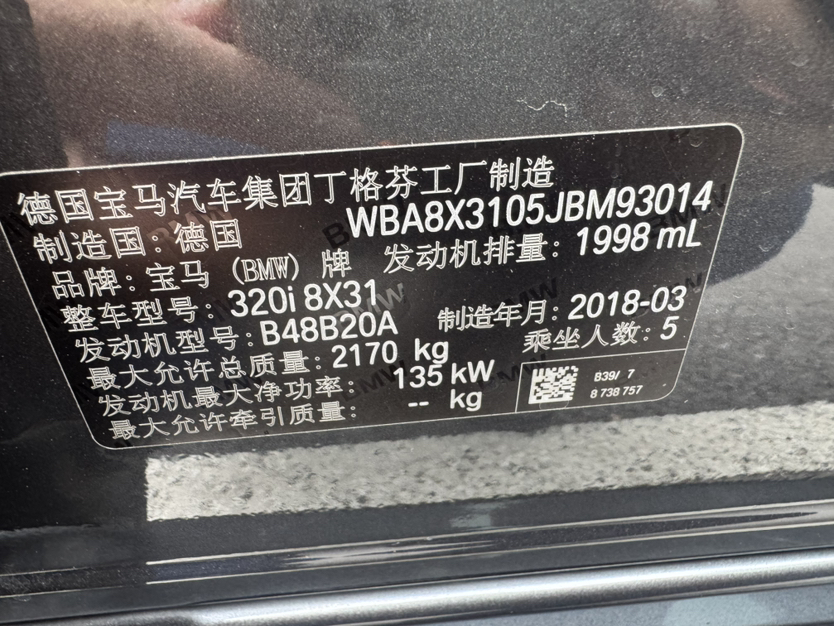 德国宝马汽车集团丁格芬工厂制造
制造国: 德国 WBA8X3105JBM93014
品牌: 宝马 (BMW) 牌 发动机排量: 1998 mL
整车型号: 320i 8X31
发动机型号: B48B20A 制造年月: 2018-03
最大允许总质量: 2170 kg 乘坐人数: 5
发动机最大净功率: 135 kW
最大允许牵引质量: -- kg
B39/ 7
8 738 757